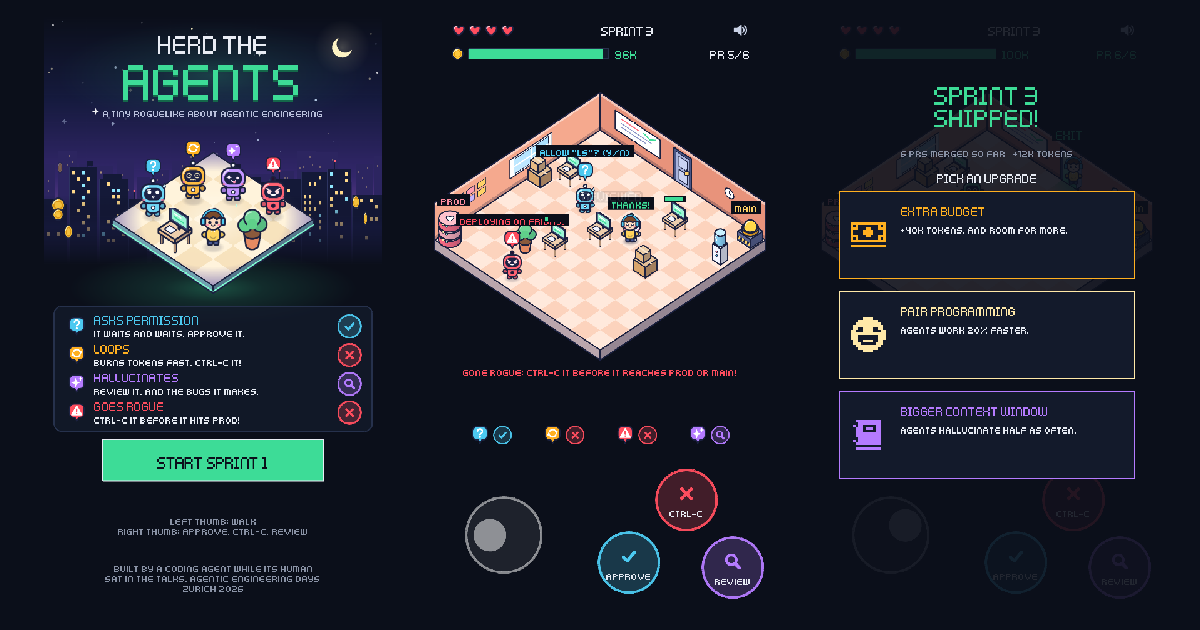 HERD THE
AGENTS
A TINY ROGUELIKE ABOUT AGENTIC ENGINEERING
ASKS PERMISSION
IT WAITS AND WAITS. APPROVE IT.
LOOPS
BURNS TOKENS FAST. CTRL-C IT!
HALLUCINATES
REVIEW IT, AND THE BUGS IT MAKES.
GOES ROGUE
CTRL-C IT BEFORE IT HITS PROD!
START SPRINT 1
LEFT THUMB: WALK
RIGHT THUMB: APPROVE, CTRL-C, REVIEW
BUILT BY A CODING AGENT WHILE ITS HUMAN
SAT IN THE TALKS. AGENTIC ENGINEERING DAYS
ZURICH 2026
SPRINT 3
96K
PR 5/6
ALLOW "LS"? (Y/N)
PROD
THANKS!
MAIN
DEPLOYING ON
GONE ROGUE: CTRL-C IT BEFORE IT REACHES PROD OR MAIN!
CTRL-C
APPROVE
REVIEW
SPRINT 3
100K
PR 6/6
SPRINT 3
SHIPPED!
EXIT
6 PRS MERGED SO FAR · +12K TOKENS
PICK AN UPGRADE
EXTRA BUDGET
+40K TOKENS, AND ROOM FOR MORE.
PAIR PROGRAMMING
AGENTS WORK 20% FASTER.
BIGGER CONTEXT WINDOW
AGENTS HALLUCINATE HALF AS OFTEN.
CTRL-C
APPROVE
REVIEW